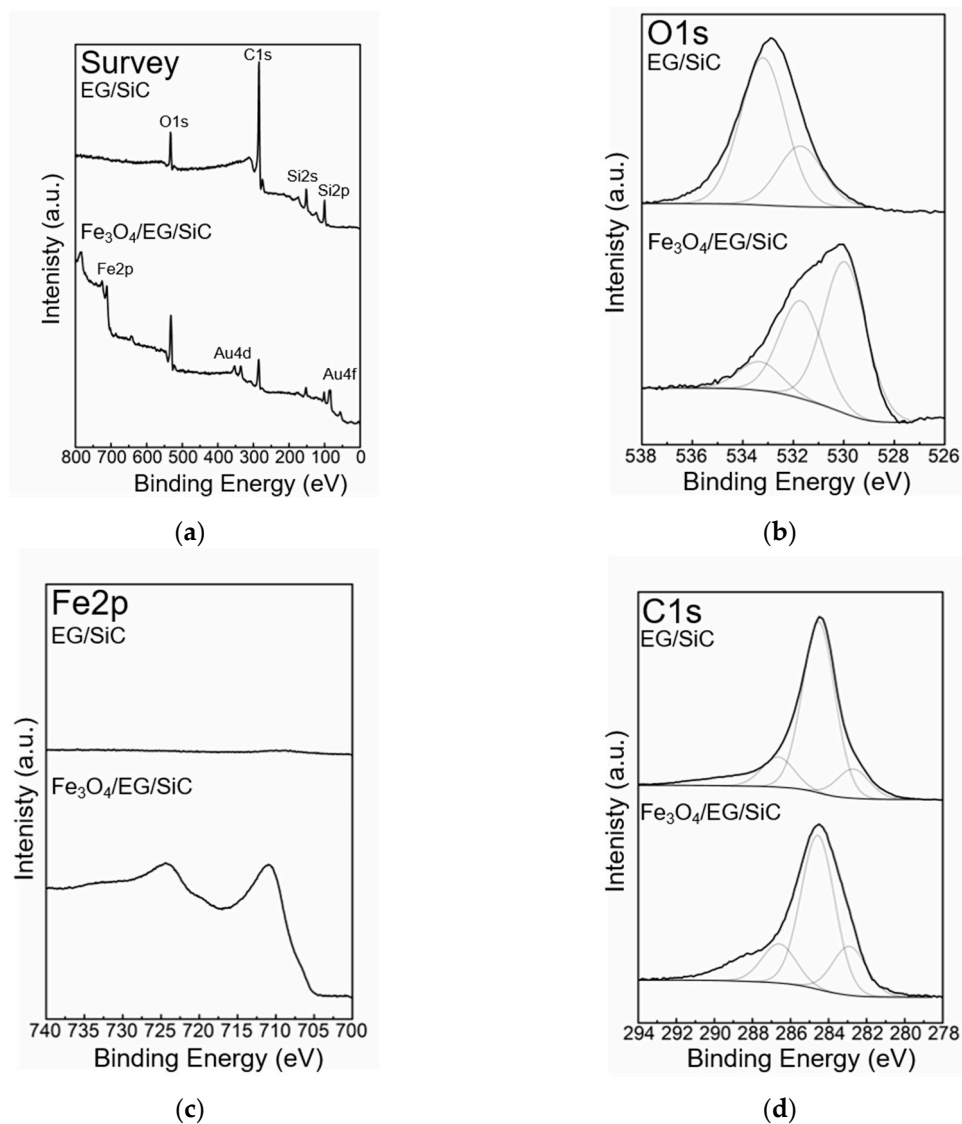 Survey
EG/SiC
C1s
O1s
Si2s
Si2p
Fe₃O₄/EG/SiC
Fe2p
Au4d
Au4f
Intenisty (a.u.)
800 700 600 500 400 300 200 100 0
Binding Energy (eV)
(a)
O1s
EG/SiC
Fe₃O₄/EG/SiC
Intenisty (a.u.)
538 536 534 532 530 528 526
Binding Energy (eV)
(b)
Fe2p
EG/SiC
Fe₃O₄/EG/SiC
Intenisty (a.u.)
740 735 730 725 720 715 710 705 700
Binding Energy (eV)
(c)
C1s
EG/SiC
Fe₃O₄/EG/SiC
Intenisty (a.u.)
294 292 290 288 286 284 282 280 278
Binding Energy (eV)
(d)